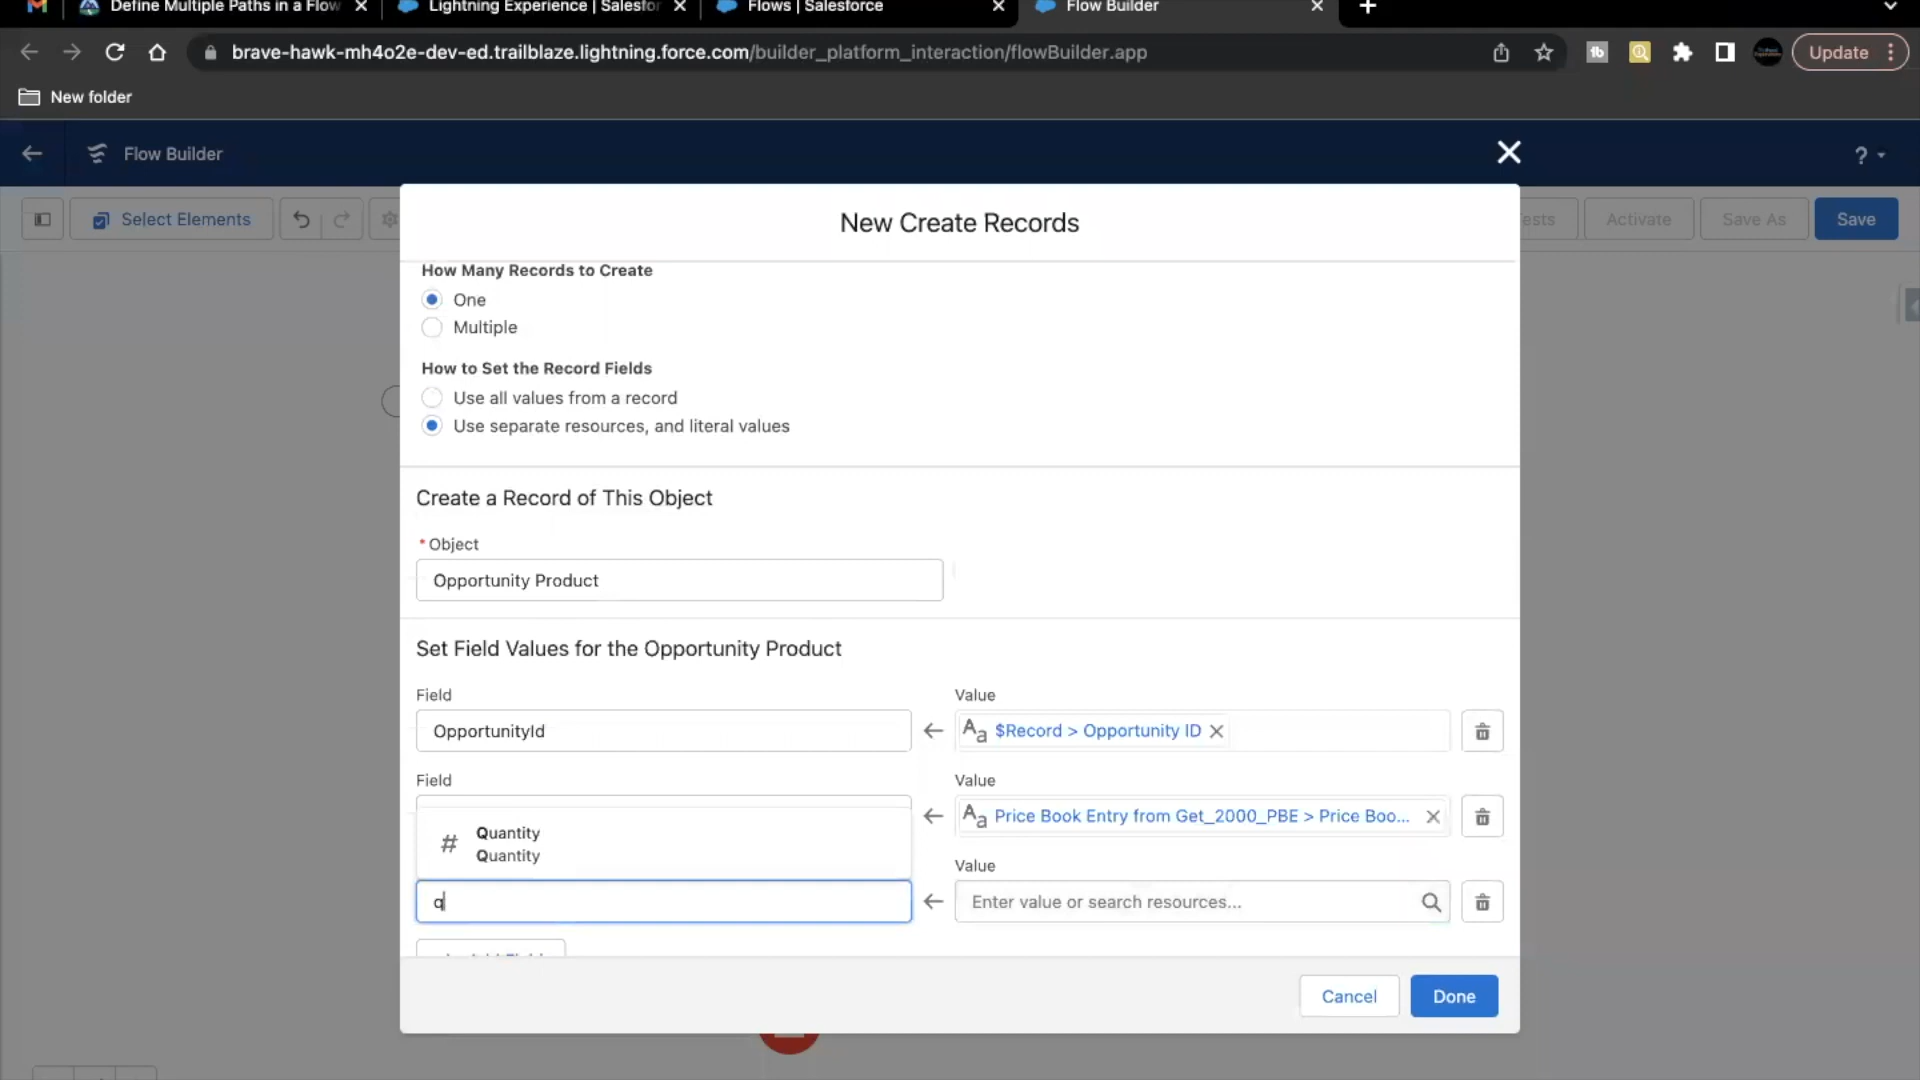 Define Multiple Paths in a Flow
Lightning Experience | Salesfor
Flows | Salesforce
Flow Builder
brave-hawk-mh4o2e-dev-ed.trailblaze.lightning.force.com/builder_platform_interaction/flowBuilder.app
Update
New folder
Flow Builder
?
Select Elements
ests
Activate
Save As
Save
New Create Records
How Many Records to Create
One
Multiple
How to Set the Record Fields
Use all values from a record
Use separate resources, and literal values
Create a Record of This Object
* Object
Opportunity Product
Set Field Values for the Opportunity Product
Field
Value
OpportunityId
Aa $Record > Opportunity ID
Field
Value
Aa Price Book Entry from Get_2000_PBE > Price Boo...
# Quantity
Quantity
Value
q
Enter value or search resources...
Cancel
Done